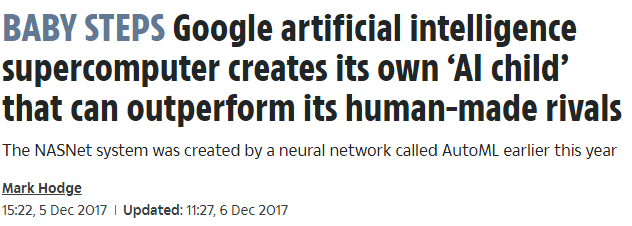 BABY STEPS Google artificial intelligence
supercomputer creates its own ‘AI child’
that can outperform its human-made rivals
The NASNet system was created by a neural network called AutoML earlier this year
Mark Hodge
15:22, 5 Dec 2017 | Updated: 11:27, 6 Dec 2017